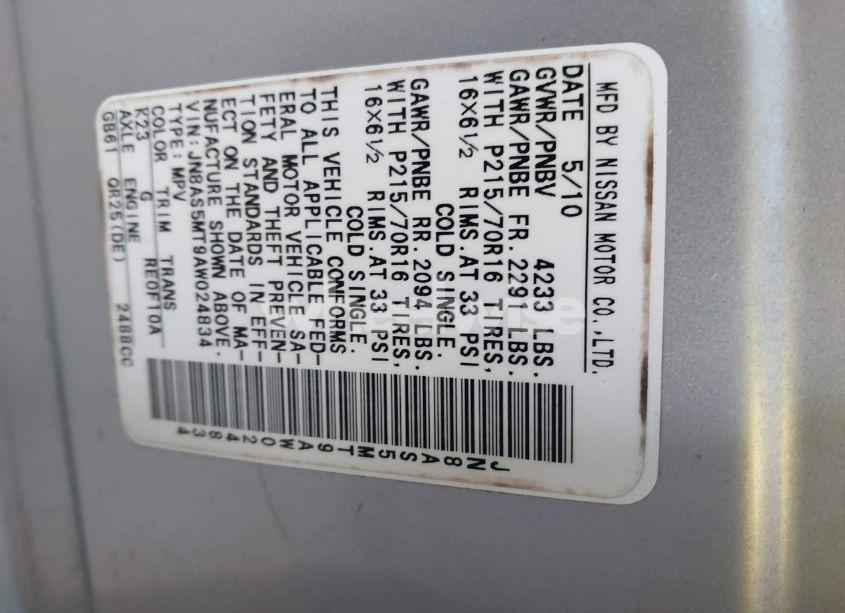 MFD BY NISSAN MOTOR CO.,LTD.
DATE 5/10
GVWR/PNBV 4233 LBS.
GAWR/PNBE FR. 2291 LBS.
WITH P215/70R16 TIRES,
16X6½ RIMS.AT 33 PSI
COLD SINGLE.
GAWR/PNBE RR. 2094 LBS.
WITH P215/70R16 TIRES,
16X6½ RIMS.AT 33 PSI
COLD SINGLE.
THIS VEHICLE CONFORMS
TO ALL APPLICABLE FED-
ERAL MOTOR VEHICLE SA-
FETY AND THEFT PREVEN-
TION STANDARDS IN EFF-
ECT ON THE DATE OF MA-
NUFACTURE SHOWN ABOVE.
VIN:JN8AS5MT9AW024834
TYPE:MPV
COLOR TRIM TRANS
K23 G RE0F10A
AXLE ENGINE
GB61 QR25(DE) 2488CC
JN8AS5MT9AW024834